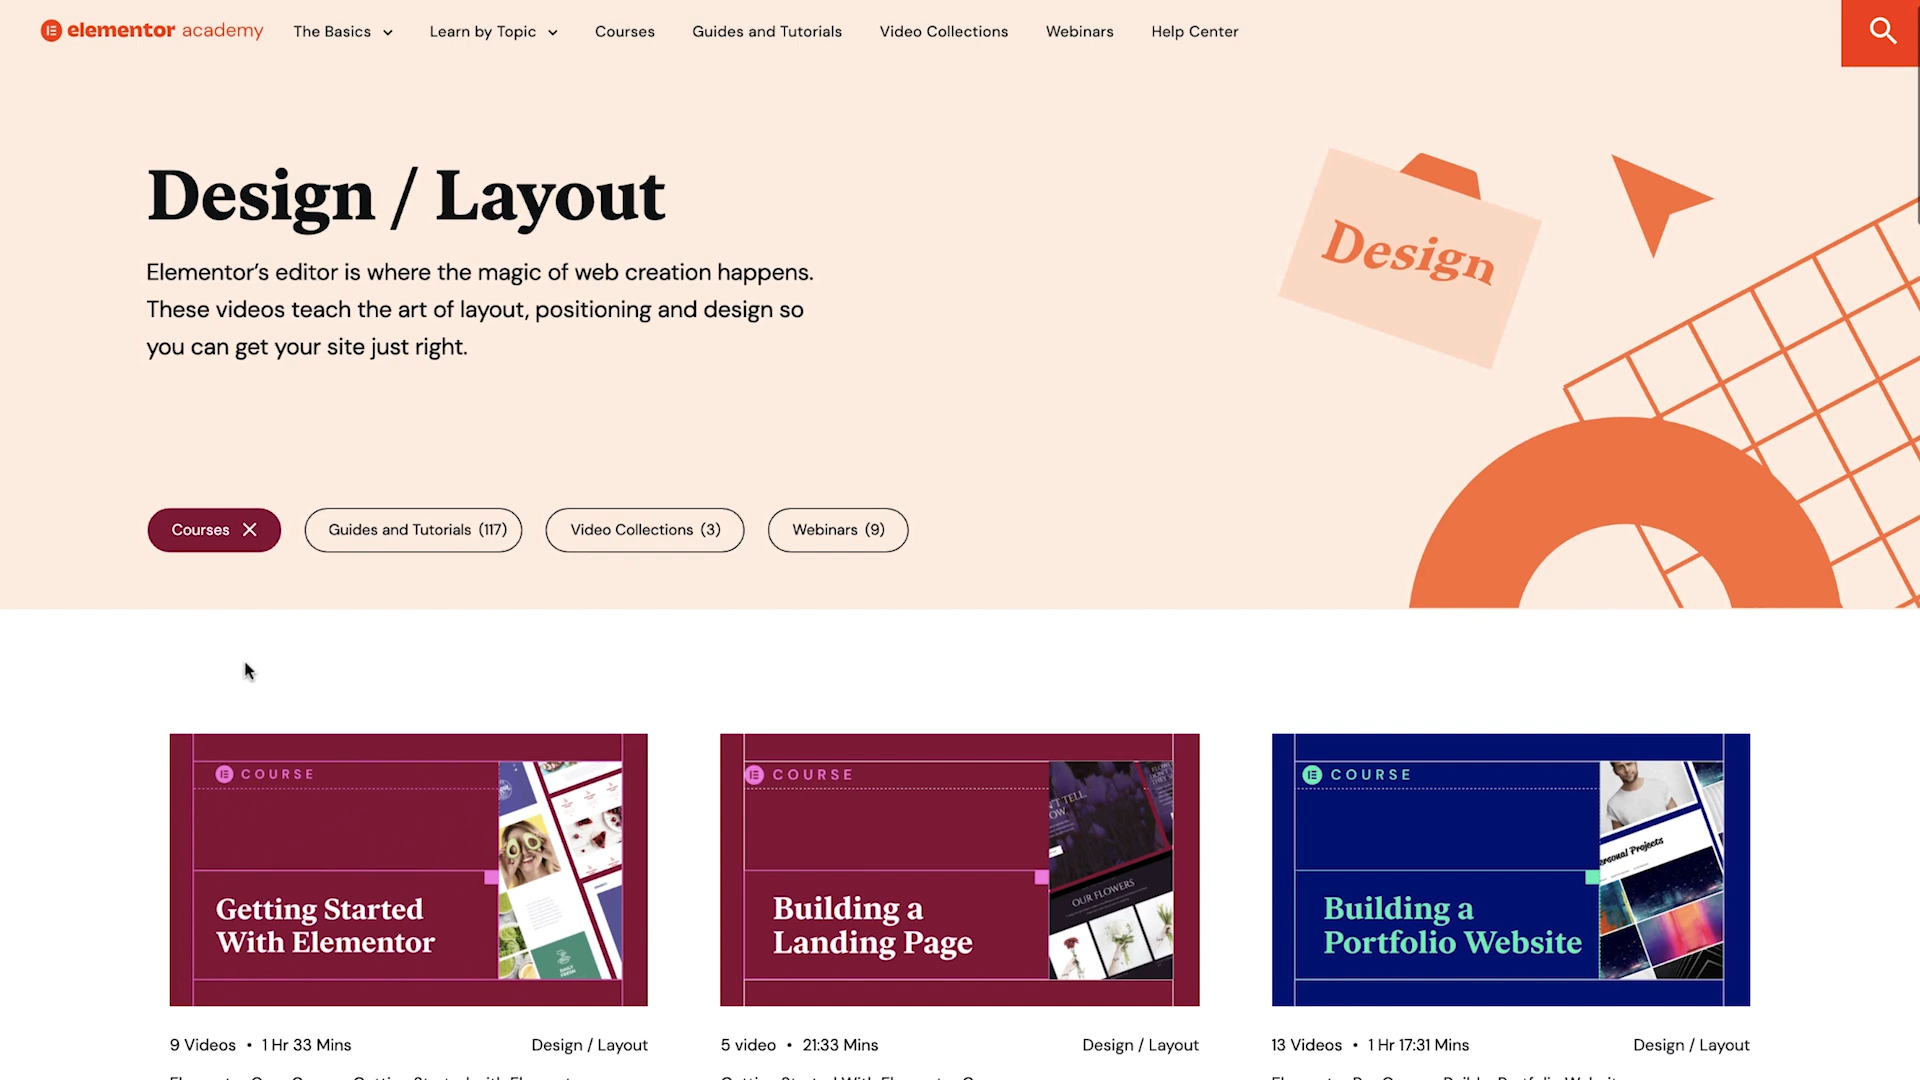 elementor academy
The Basics
Learn by Topic
Courses
Guides and Tutorials
Video Collections
Webinars
Help Center
Design / Layout
Elementor’s editor is where the magic of web creation happens.
These videos teach the art of layout, positioning and design so
you can get your site just right.
Design
Courses
Guides and Tutorials (117)
Video Collections (3)
Webinars (9)
COURSE
Getting Started
With Elementor
COURSE
OUR FLOWERS
Building a
Landing Page
COURSE
Personal Projects
Building a
Portfolio Website
9 Videos • 1 Hr 33 Mins
Design / Layout
5 video • 21:33 Mins
Design / Layout
13 Videos • 1 Hr 17:31 Mins
Design / Layout